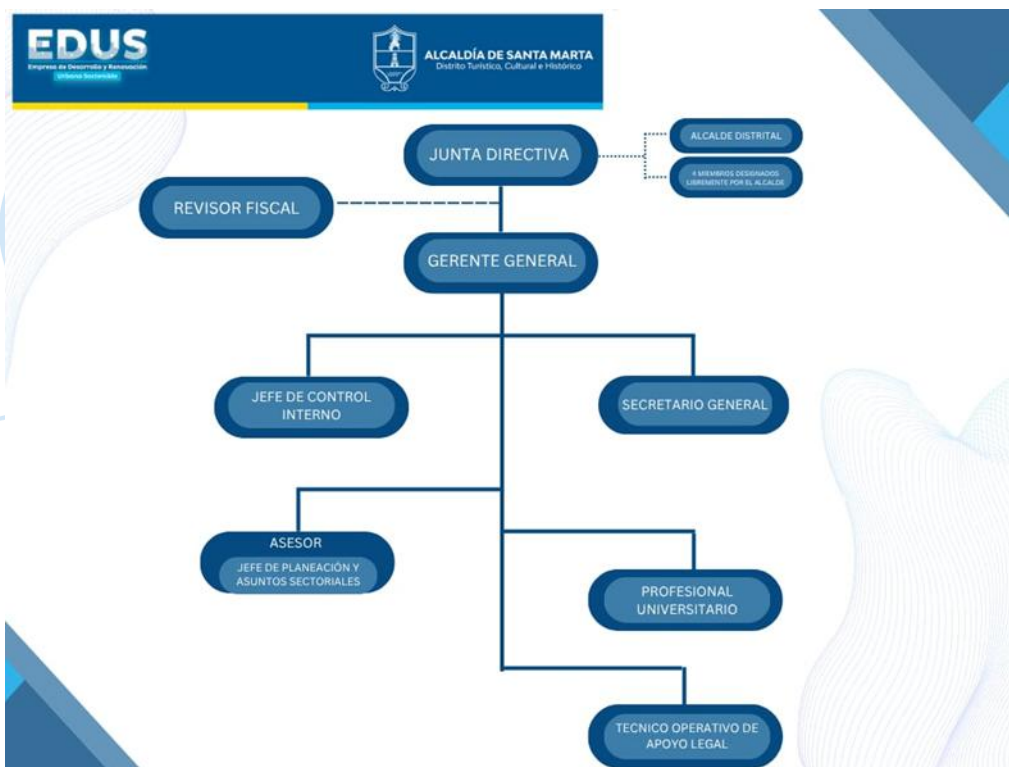 EDUS
Empresa de Desarrollo y Renovación
Urbana Sostenible
ALCALDÍA DE SANTA MARTA
Distrito Turístico, Cultural e Histórico
JUNTA DIRECTIVA
ALCALDE DISTRITAL
4 MIEMBROS DESIGNADOS
LIBREMENTE POR EL ALCALDE
REVISOR FISCAL
GERENTE GENERAL
JEFE DE CONTROL
INTERNO
SECRETARIO GENERAL
ASESOR
JEFE DE PLANEACIÓN Y
ASUNTOS SECTORIALES
PROFESIONAL
UNIVERSITARIO
TECNICO OPERATIVO DE
APOYO LEGAL